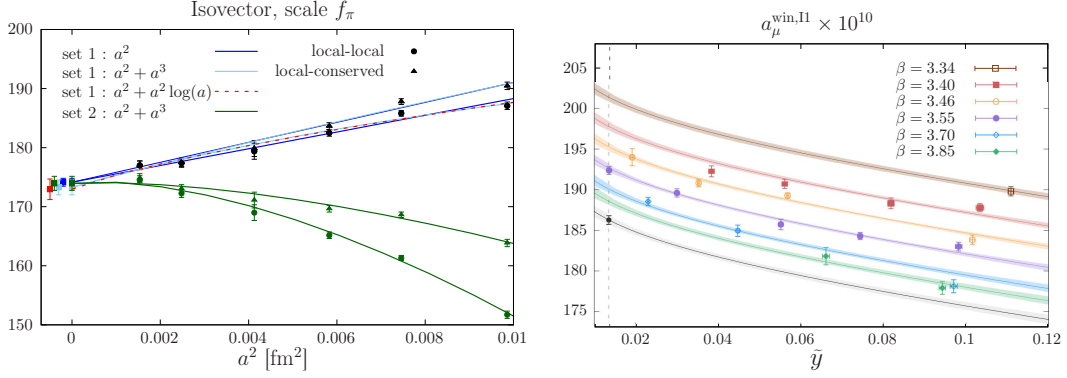 Isovector, scale f_π
200
190
180
170
160
150
0
0.002
0.004
0.006
0.008
0.01
a² [fm²]
set 1 : a²
set 1 : a² + a³
set 1 : a² + a² log(a)
set 2 : a² + a³
local-local
local-conserved
a_μ^{win,I1} × 10^{10}
205
200
195
190
185
180
175
0.02
0.04
0.06
0.08
0.1
0.12
ỹ
β = 3.34
β = 3.40
β = 3.46
β = 3.55
β = 3.70
β = 3.85